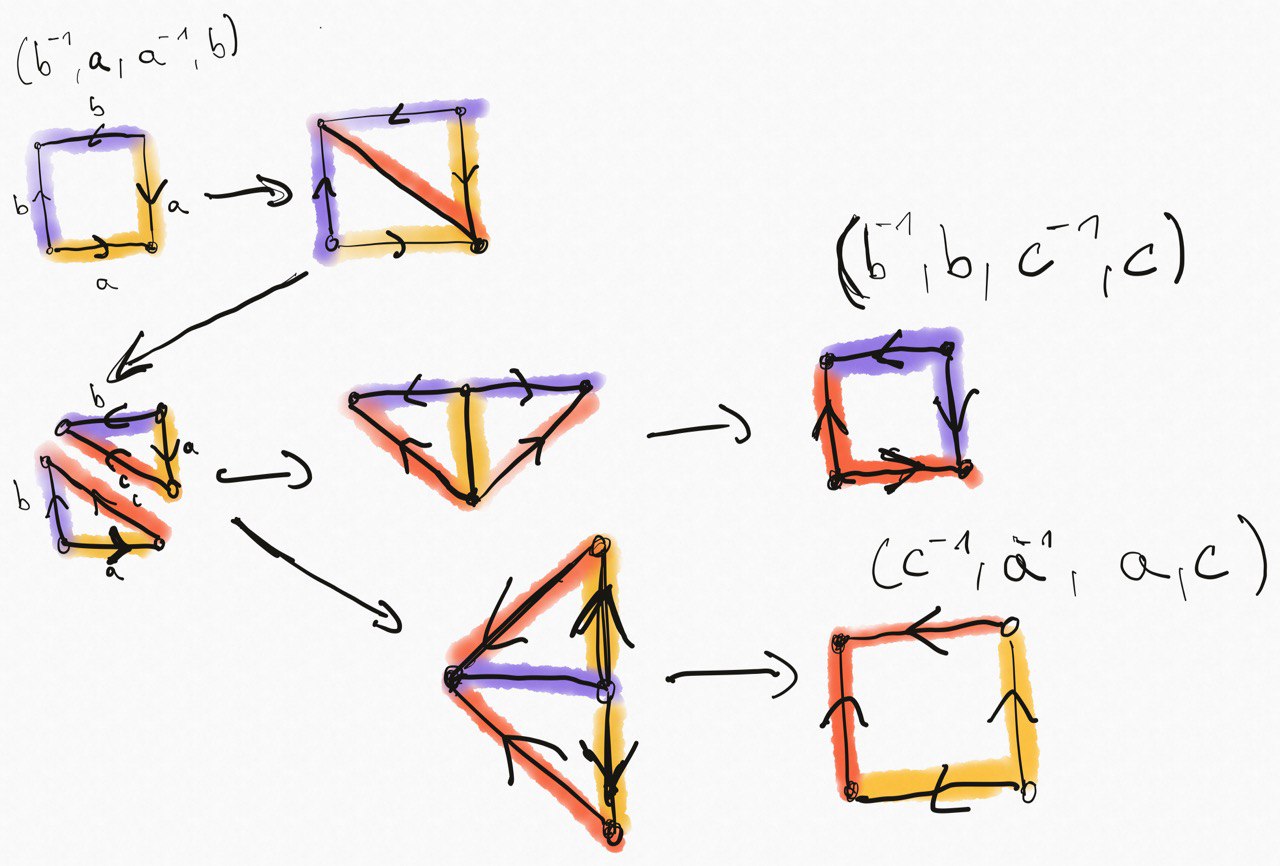 (b⁻¹, a, a⁻¹, b)
b
b
a
a
(b⁻¹, b, c⁻¹, c)
b
a
c
c
b
a
(c⁻¹, a⁻¹, a, c)